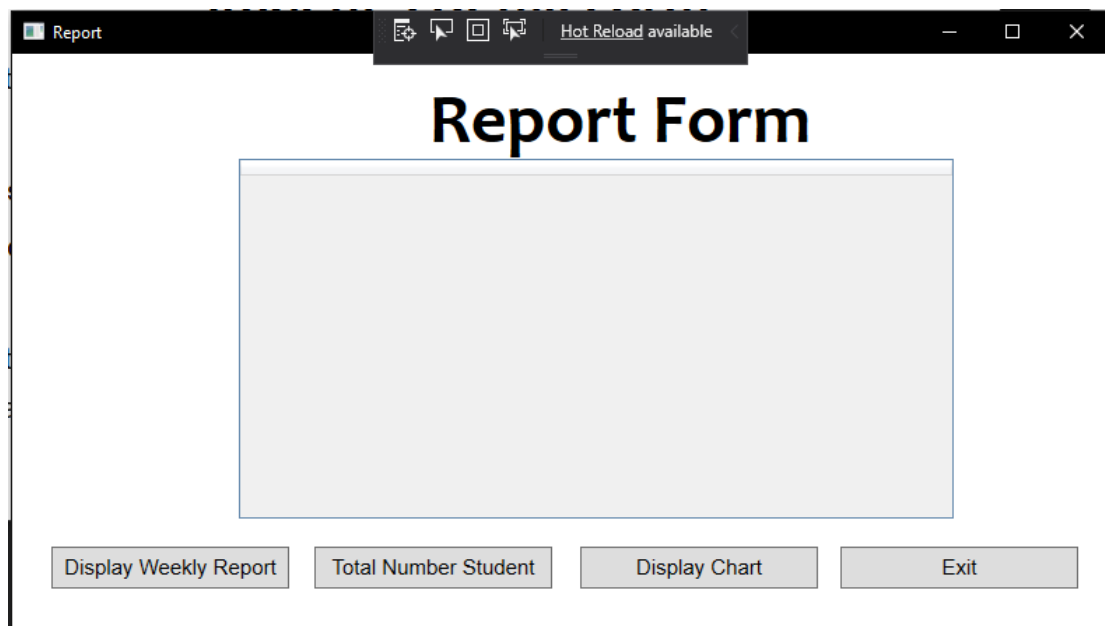 Report
Hot Reload available
Report Form
Display Weekly Report
Total Number Student
Display Chart
Exit